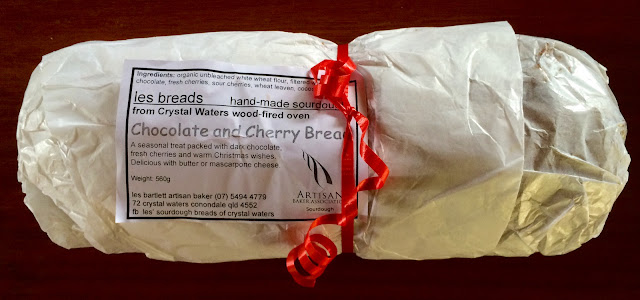 Ingredients: organic unbleached white wheat flour, filtered
chocolate, fresh cherries, sour cherries, wheat leaven,
les breads hand-made sourdou
from Crystal Waters wood-fired oven
Chocolate and Cherry Bread
A seasonal treat packed with dark chocolate,
fresh cherries and warm Christmas wishes.
Delicious with butter or mascarpone cheese
Weight: 560g
ARTISAN
BAKER ASSOCIATION
Sourdough
les bartlett artisan baker (07) 5494 4779
72 crystal waters conondale qld 4552
fb les' sourdough breads of crystal waters